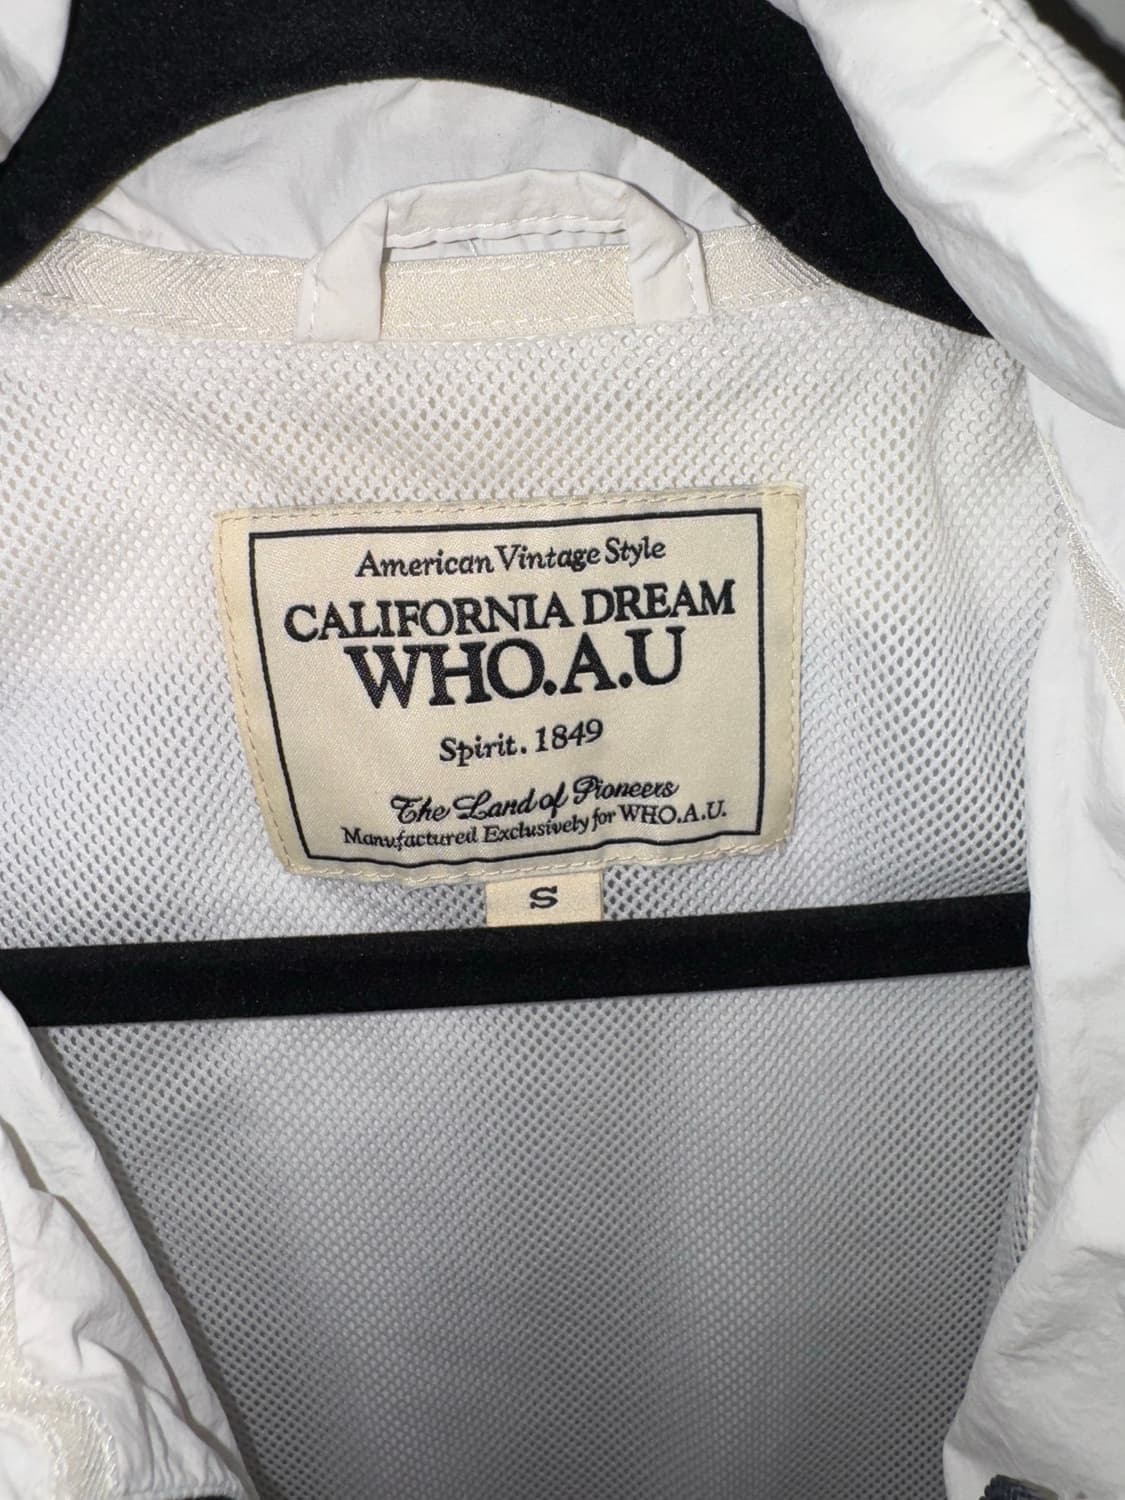 American Vintage Style
CALIFORNIA DREAM
WHO.A.U
Spirit. 1849
The Land of Pioneers
Manufactured Exclusively for WHO.A.U.
S